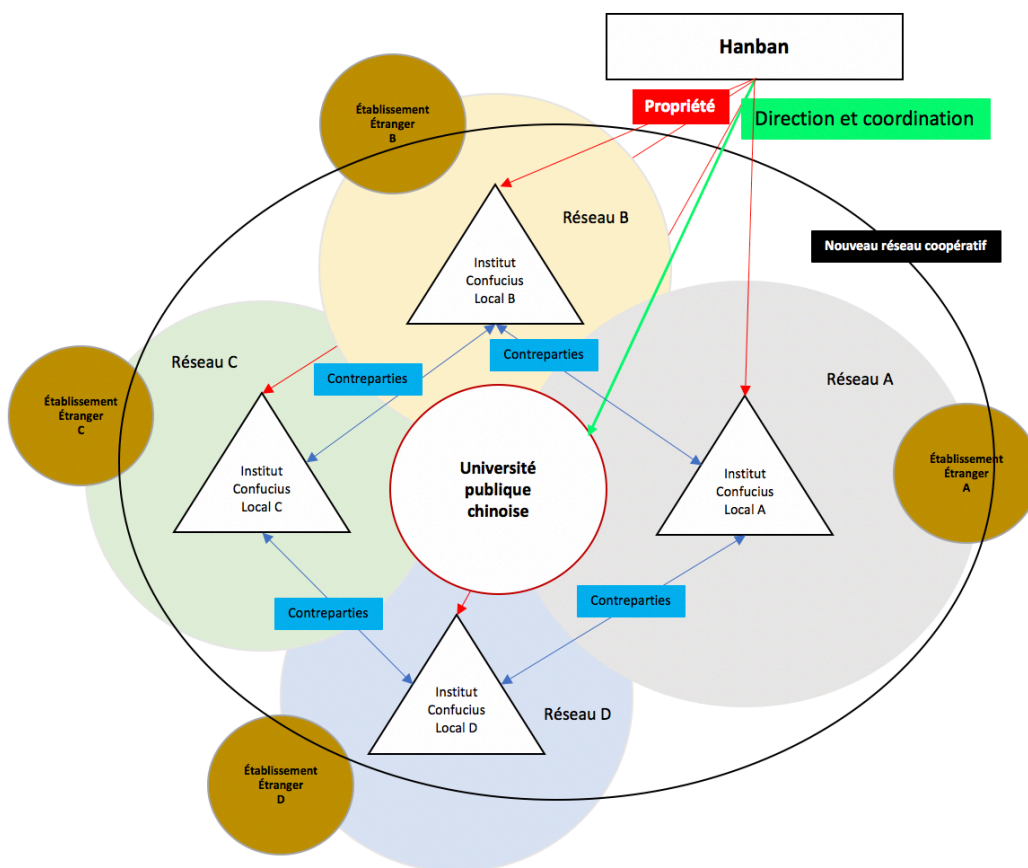 Hanban
Établissement
Étranger
B
Propriété
Direction et coordination
Réseau B
Nouveau réseau coopératif
Institut
Confucius
Local B
Réseau C
Contreparties
Contreparties
Réseau A
Établissement
Étranger
C
Institut
Confucius
Local C
Université
publique
chinoise
Institut
Confucius
Local A
Établissement
Étranger
A
Contreparties
Contreparties
Institut
Confucius
Local D
Réseau D
Établissement
Étranger
D